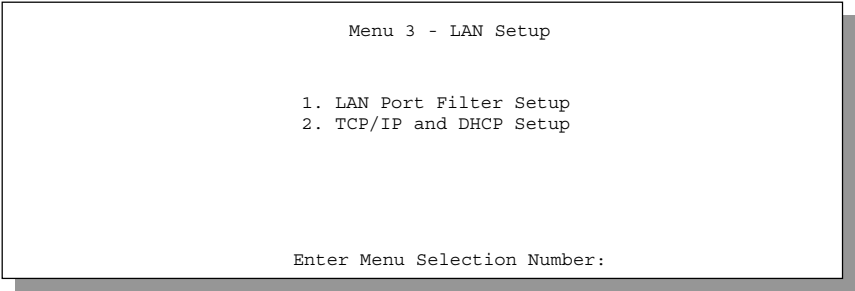 Menu 3 - LAN Setup
1. LAN Port Filter Setup
2. TCP/IP and DHCP Setup
Enter Menu Selection Number: